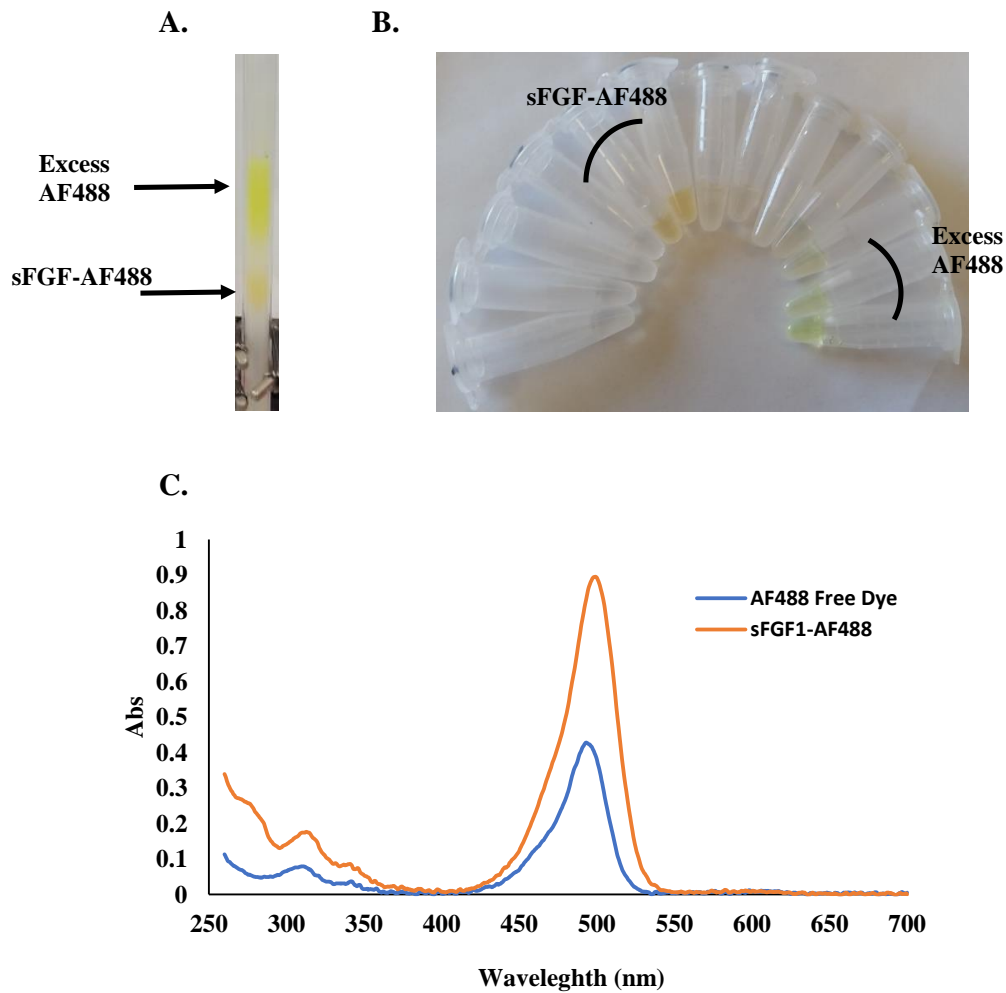 A.
B.
Excess
AF488
sFGF-AF488
sFGF-AF488
Excess
AF488
C.
1
0.9
0.8
0.7
0.6
0.5
0.4
0.3
0.2
0.1
0
Abs
AF488 Free Dye
sFGF1-AF488
250 300 350 400 450 500 550 600 650 700
Waveleghth (nm)